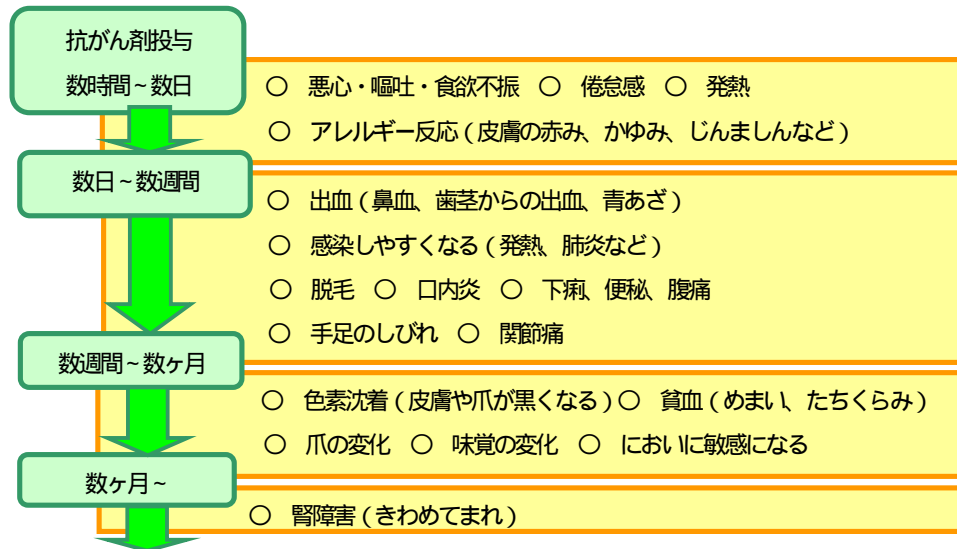 抗がん剤投与
数時間~数日
○ 悪心・嘔吐・食欲不振 ○ 倦怠感 ○ 発熱
○ アレルギー反応(皮膚の赤み、かゆみ、じんましんなど)
数日~数週間
○ 出血(鼻血、歯茎からの出血、青あざ)
○ 感染しやすくなる(発熱、肺炎など)
○ 脱毛 ○ 口内炎 ○ 下痢、便秘、腹痛
○ 手足のしびれ ○ 関節痛
数週間~数ヶ月
○ 色素沈着(皮膚や爪が黒くなる)○ 貧血(めまい、たちくらみ)
○ 爪の変化 ○ 味覚の変化 ○ においに敏感になる
数ヶ月~
○ 腎障害(きわめてまれ)